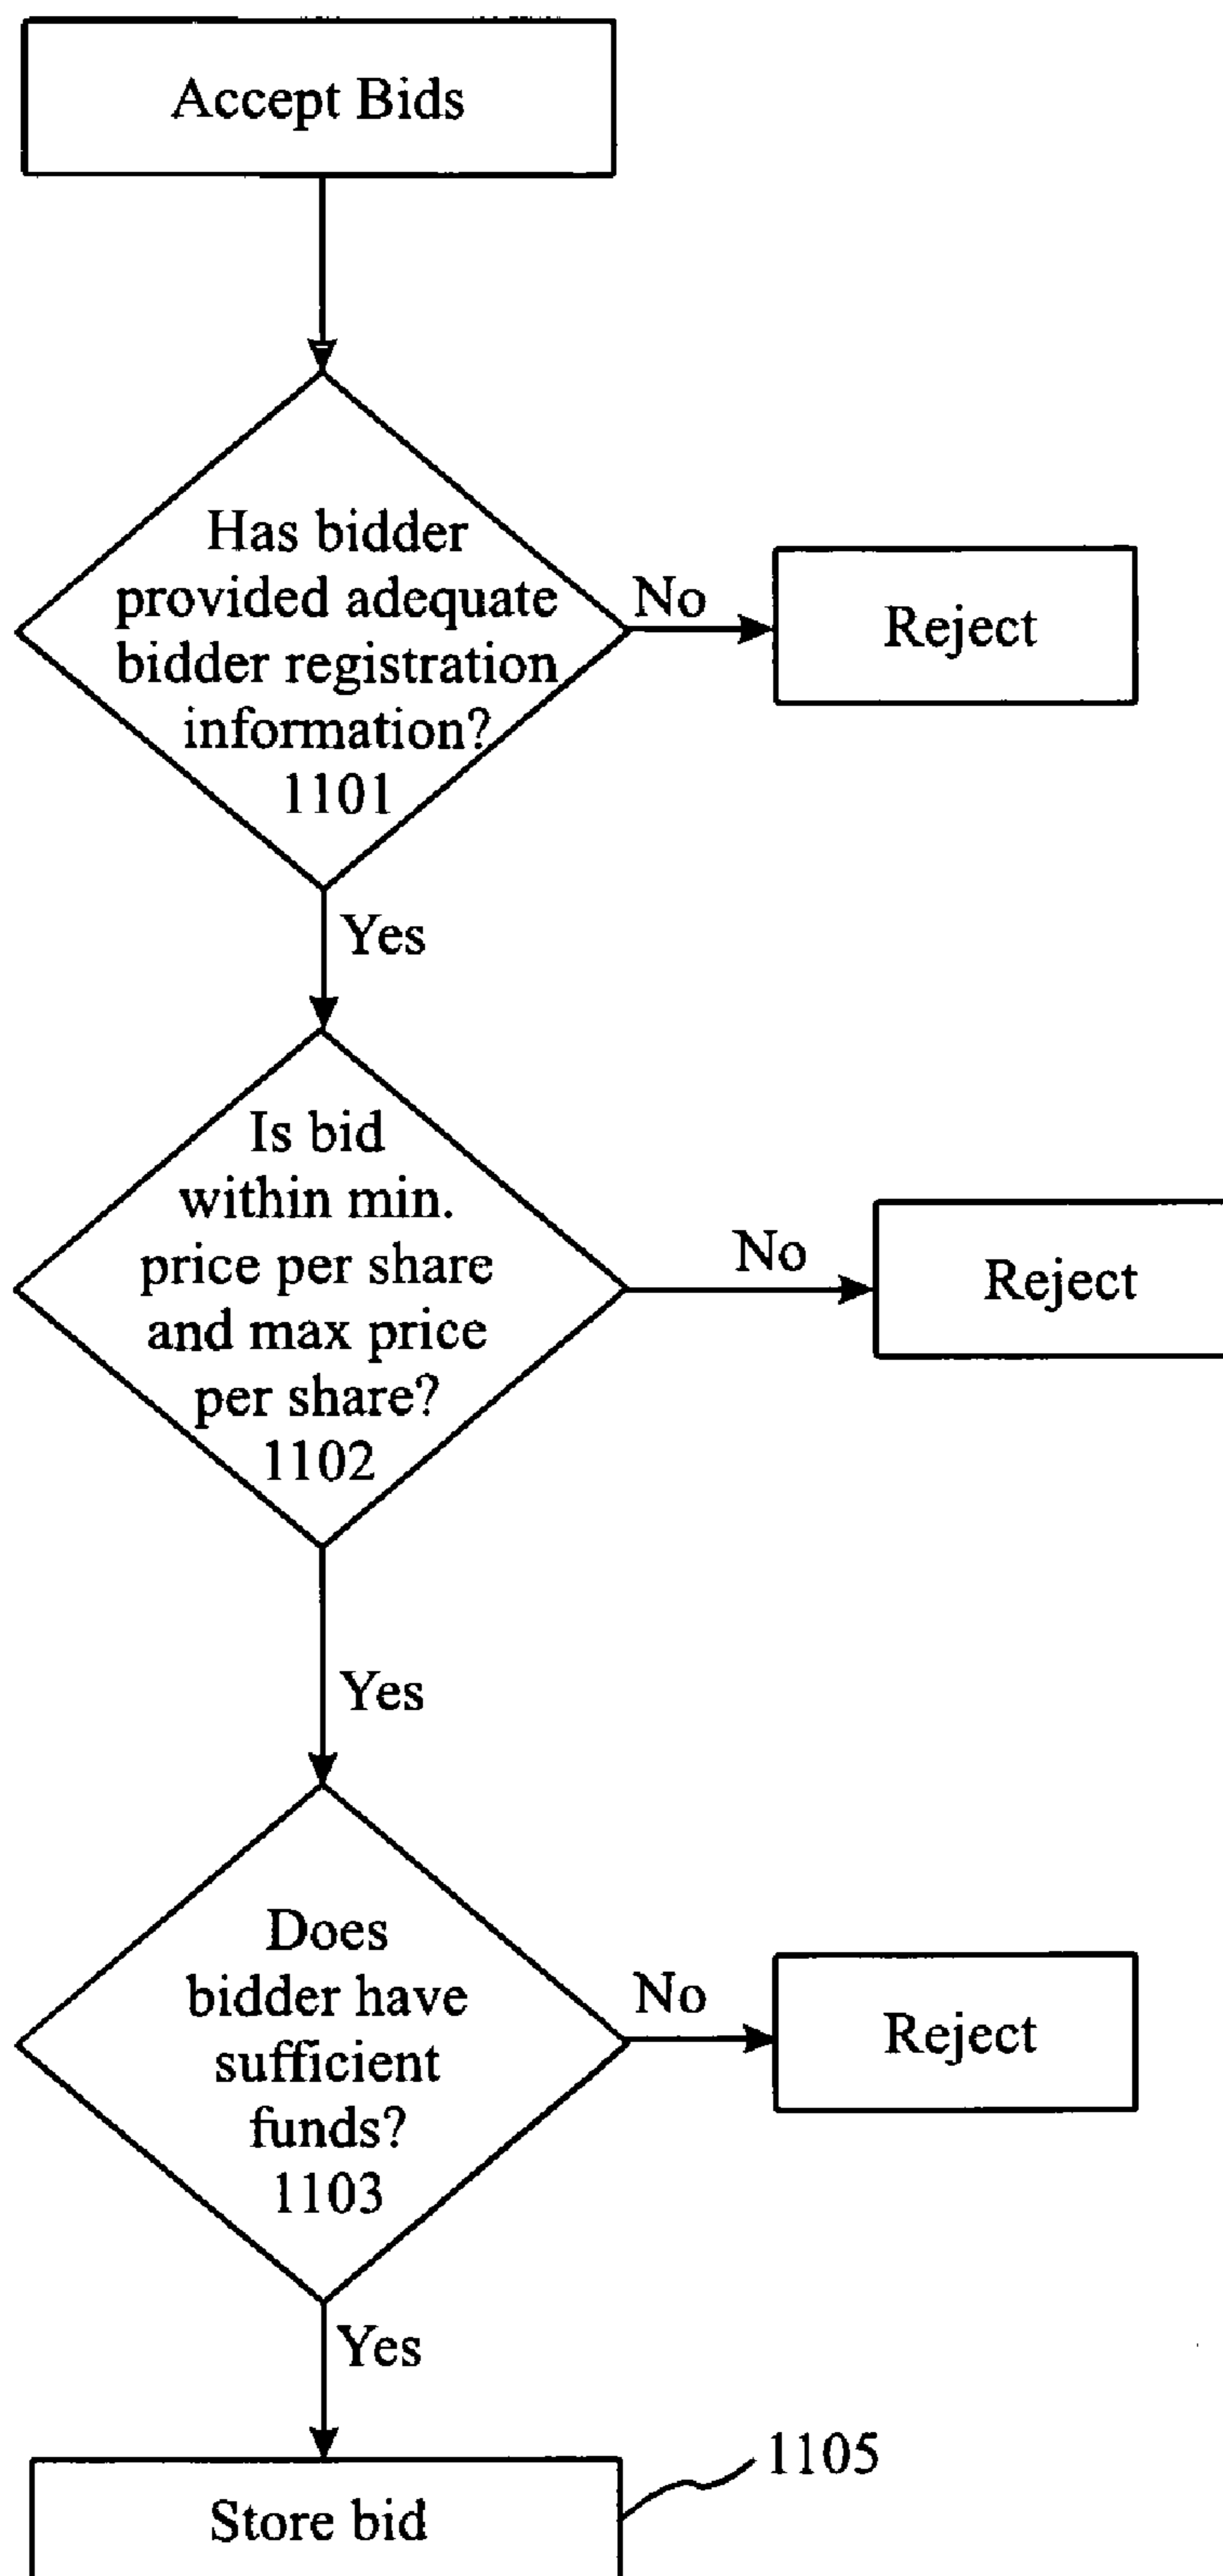 Accept Bids
Has bidder
provided adequate
bidder registration
information?
1101
No
Reject
Yes
Is bid
within min.
price per share
and max price
per share?
1102
No
Reject
Yes
Does
bidder have
sufficient
funds?
1103
No
Reject
Yes
1105
Store bid